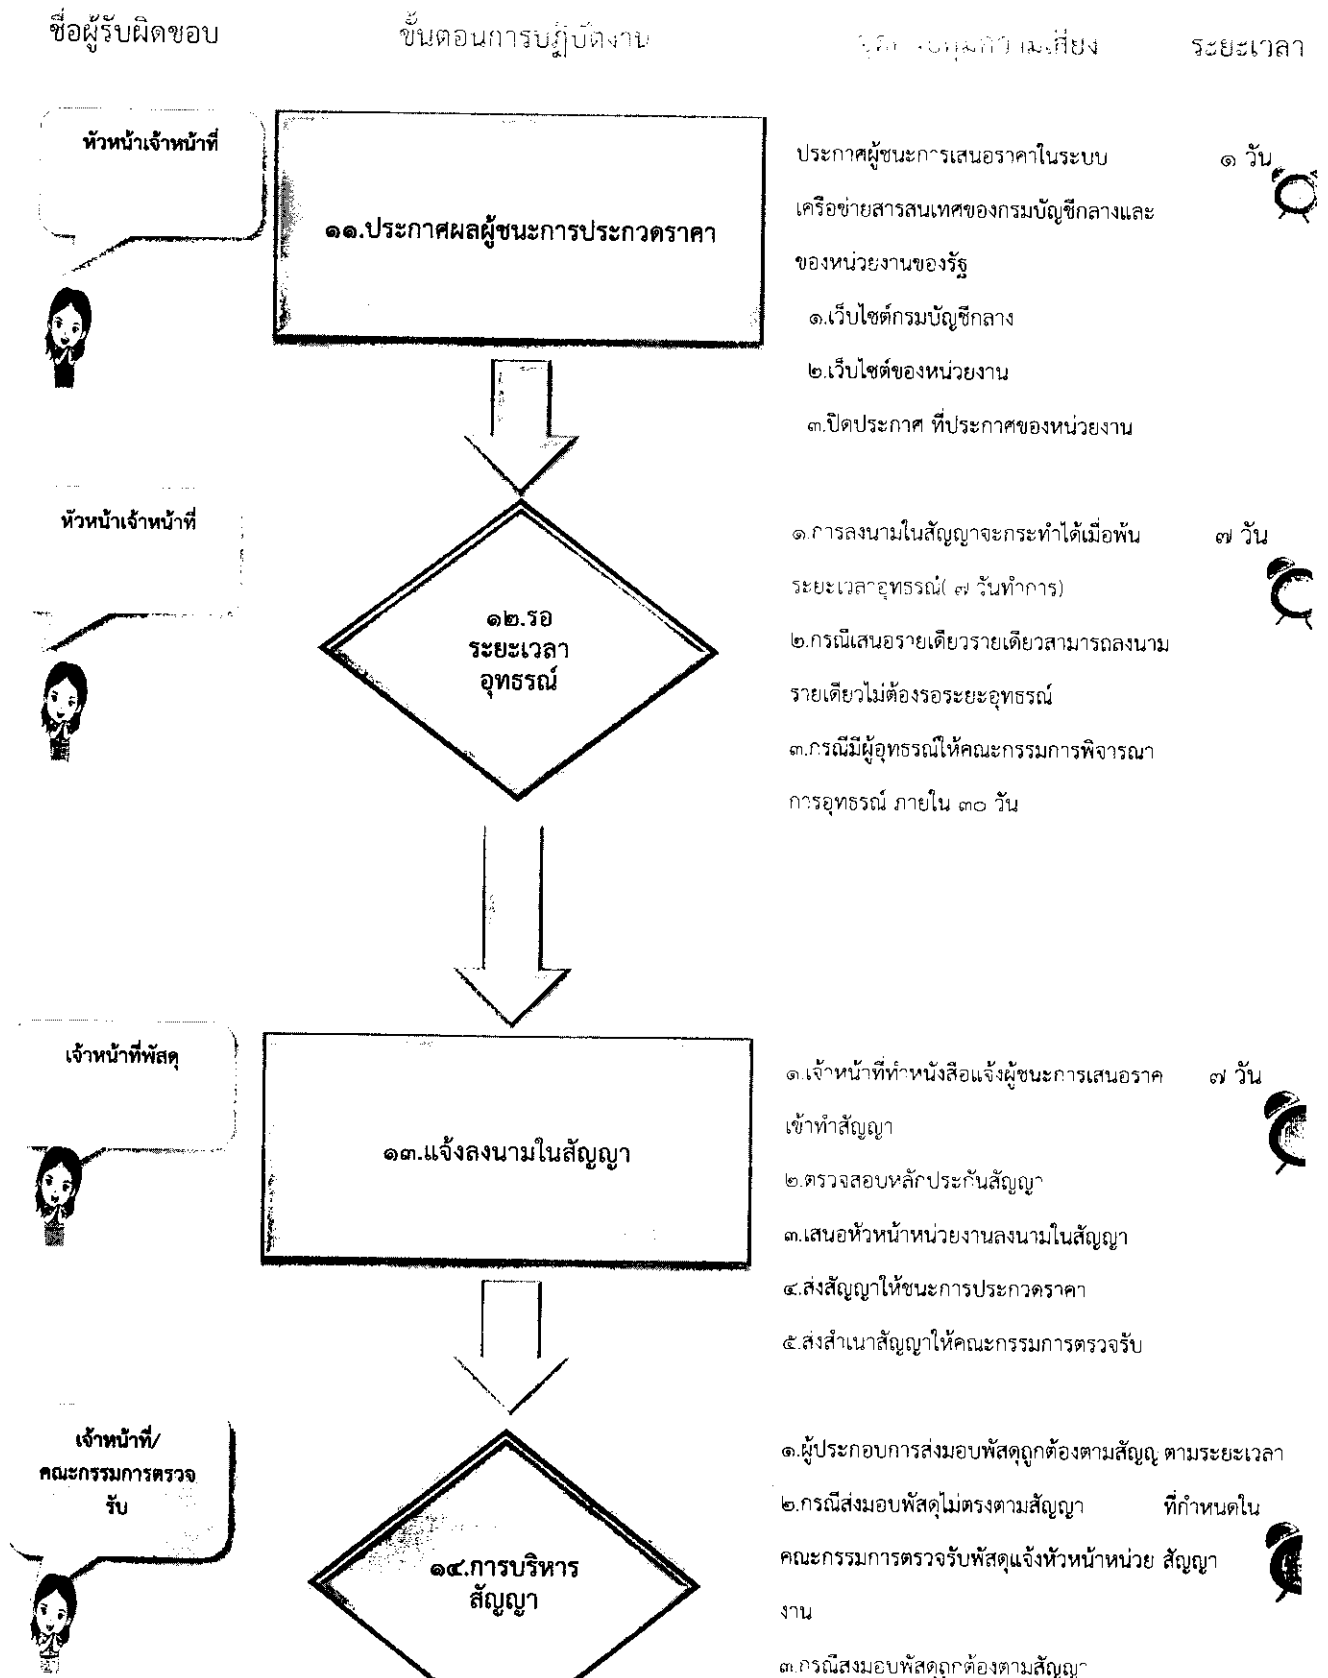 ชื่อผู้รับผิดชอบ
ขั้นตอนการปฏิบัติงาน
ระยะเวลา
หัวหน้าเจ้าหน้าที่
๑๑.ประกาศผลผู้ชนะการประกวดราคา
ประกาศผู้ชนะการเสนอราคาในระบบ
๑ วัน
เครือข่ายสารสนเทศของกรมบัญชีกลางและ
ของหน่วยงานของรัฐ
๑.เว็บไซต์กรมบัญชีกลาง
๒.เว็บไซต์ของหน่วยงาน
๓.ปิดประกาศ ที่ประกาศของหน่วยงาน
หัวหน้าเจ้าหน้าที่
๑๒.รอ
ระยะเวลา
อุทธรณ์
๑.การลงนามในสัญญาจะกระทำได้เมื่อพ้น
๗ วัน
ระยะเวลาอุทธรณ์( ๗ วันทำการ)
๒.กรณีเสนอรายเดียวรายเดียวสามารถลงนาม
รายเดียวไม่ต้องรอระยะอุทธรณ์
๓.กรณีมีผู้อุทธรณ์ให้คณะกรรมการพิจารณา
การอุทธรณ์ ภายใน ๓๐ วัน
เจ้าหน้าที่พัสดุ
๑๓.แจ้งลงนามในสัญญา
๑.เจ้าหน้าที่ทำหนังสือแจ้งผู้ชนะการเสนอราค
๗ วัน
เข้าทำสัญญา
๒.ตรวจสอบหลักประกันสัญญา
๓.เสนอหัวหน้าหน่วยงานลงนามในสัญญา
๔.ส่งสัญญาให้ชนะการประกวดราคา
๕.ส่งสำเนาสัญญาให้คณะกรรมการตรวจรับ
เจ้าหน้าที่/
คณะกรรมการตรวจ
รับ
๑๔.การบริหาร
สัญญา
๑.ผู้ประกอบการส่งมอบพัสดุถูกต้องตามสัญญ
ตามระยะเวลา
๒.กรณีส่งมอบพัสดุไม่ตรงตามสัญญา
ที่กำหนดใน
คณะกรรมการตรวจรับพัสดุแจ้งหัวหน้าหน่วย
สัญญา
งาน
๓.กรณีส่งมอบพัสดุถูกต้องตามสัญญา